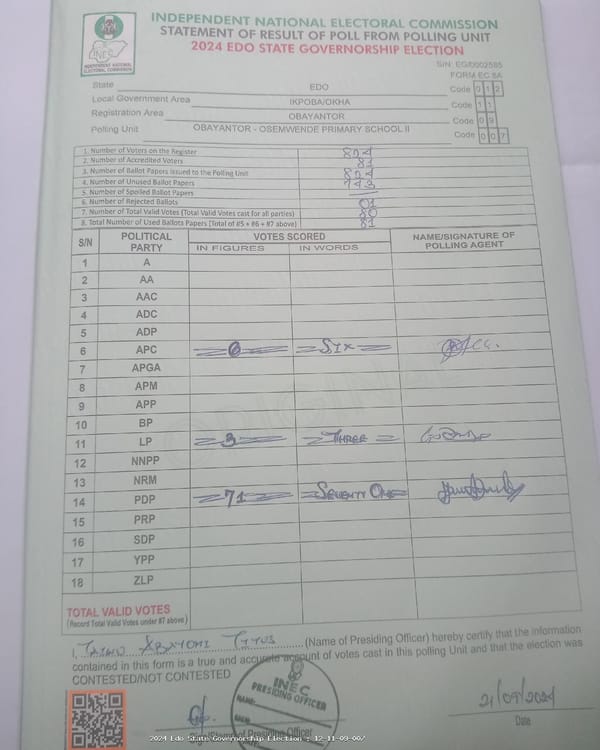 INDEPENDENT NATIONAL ELECTORAL COMMISSION
STATEMENT OF RESULT OF POLL FROM POLLING UNIT
2024 EDO STATE GOVERNORSHIP ELECTION
INEC
INDEPENDENT NATIONAL ELECTORAL COMMISSION
S/N: EG/0002585
FORM EC 8A
State EDO Code 0 1 2
Local Government Area IKPOBA/OKHA Code 1 1
Registration Area OBAYANTOR Code 0 9
Polling Unit OBAYANTOR - OSEMWENDE PRIMARY SCHOOL II Code 0 0 7
1. Number of Voters on the Register 824
2. Number of Accredited Voters 81
3. Number of Ballot Papers Issued to the Polling Unit 824
4. Number of Unused Ballot Papers 743
5. Number of Spoiled Ballot Papers
6. Number of Rejected Ballots 01
7. Number of Total Valid Votes (Total Valid Votes cast for all parties) 80
8. Total Number of Used Ballots Papers (Total of #5 + #6 + #7 above) 81
S/N POLITICAL PARTY VOTES SCORED NAME/SIGNATURE OF POLLING AGENT
IN FIGURES IN WORDS
1 A
2 AA
3 AAC
4 ADC
5 ADP
6 APC 6 SIX
7 APGA
8 APM
9 APP
10 BP
11 LP 3 THREE
12 NNPP
13 NRM
14 PDP 71 SEVENTY ONE
15 PRP
16 SDP
17 YPP
18 ZLP
TOTAL VALID VOTES
(Record Total Valid Votes under #7 above)
I, TITUS (Name of Presiding Officer) hereby certify that the information
contained in this form is a true and accurate account of votes cast in this polling Unit and that the election was
CONTESTED/NOT CONTESTED
INEC
PRESIDING OFFICER
NAME:
SIGN:
21/09/2024
Signature of Presiding Officer
Date
2024 Edo State Governorship Election : 12-11-09-007